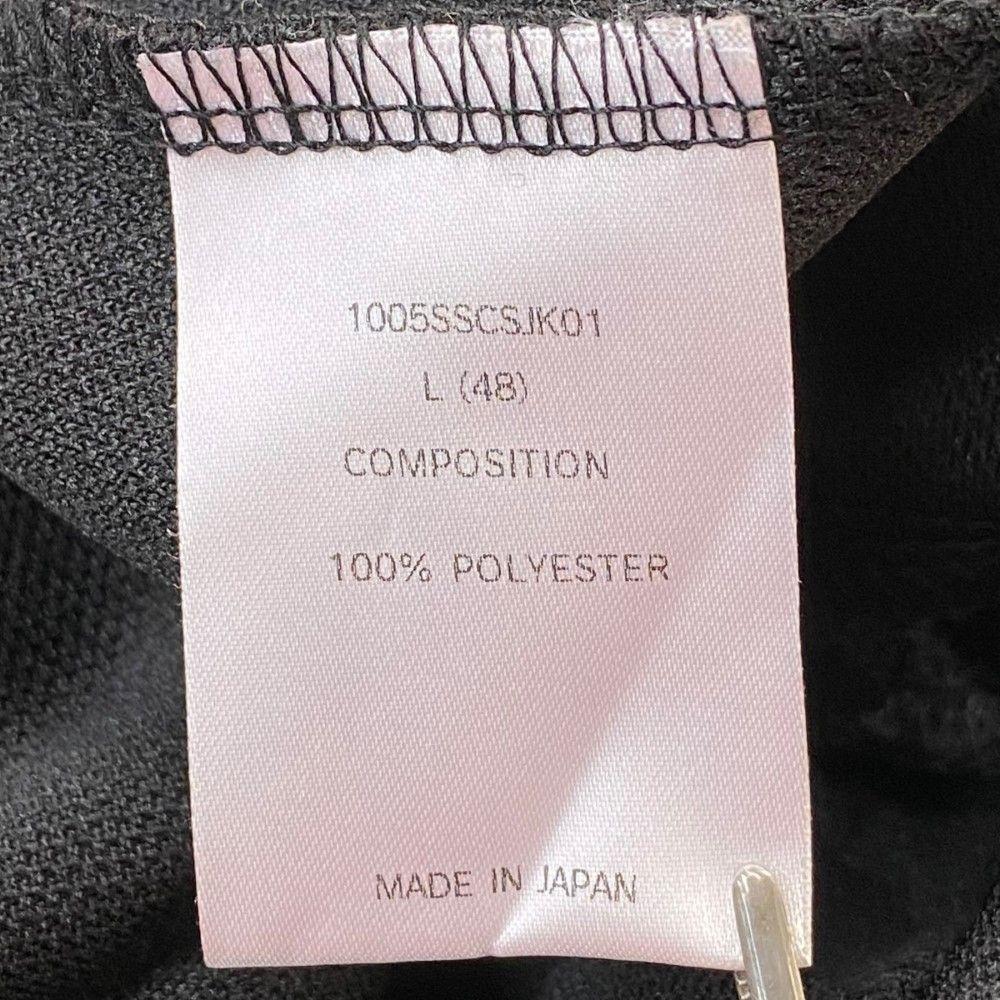 1005SSCSJK01
L (48)
COMPOSITION
100% POLYESTER
MADE IN JAPAN